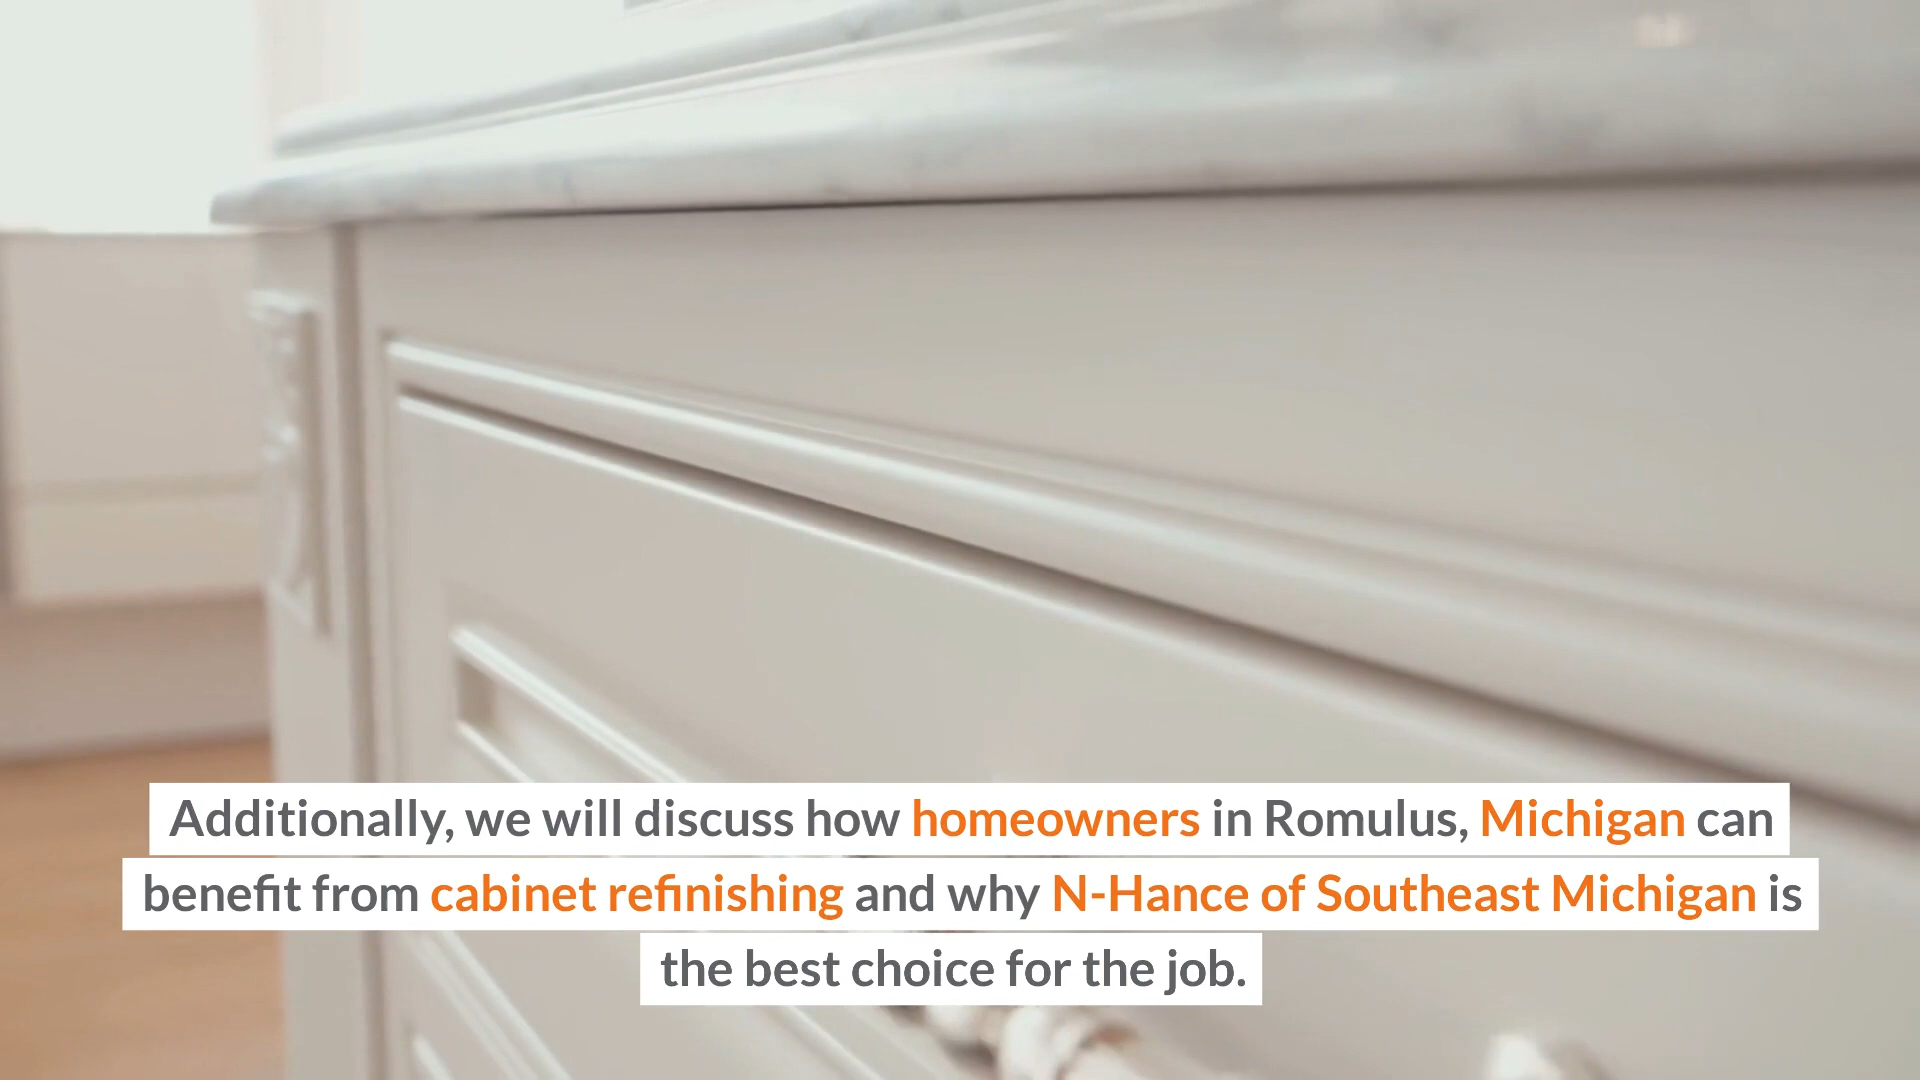 Additionally, we will discuss how homeowners in Romulus, Michigan can
benefit from cabinet refinishing and why N-Hance of Southeast Michigan is
the best choice for the job.